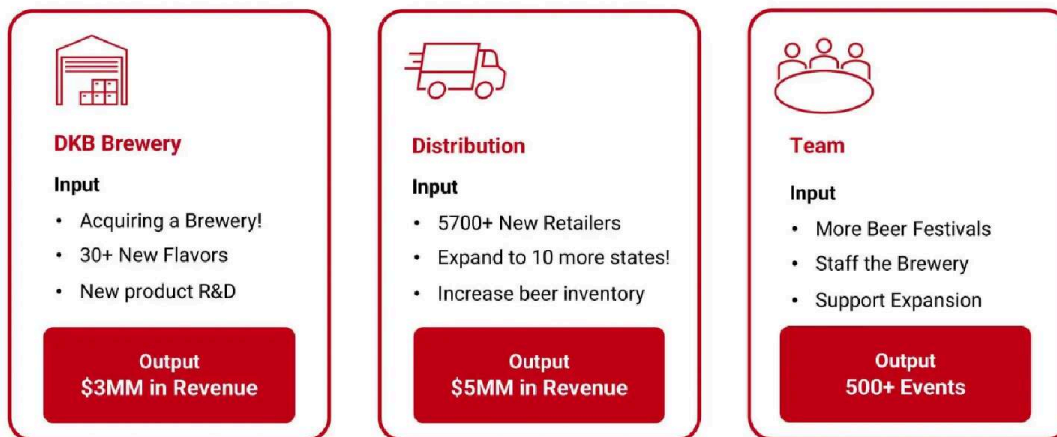 DKB Brewery
Input
• Acquiring a Brewery!
• 30+ New Flavors
• New product R&D
Output
$3MM in Revenue
Distribution
Input
• 5700+ New Retailers
• Expand to 10 more states!
• Increase beer inventory
Output
$5MM in Revenue
Team
Input
• More Beer Festivals
• Staff the Brewery
• Support Expansion
Output
500+ Events